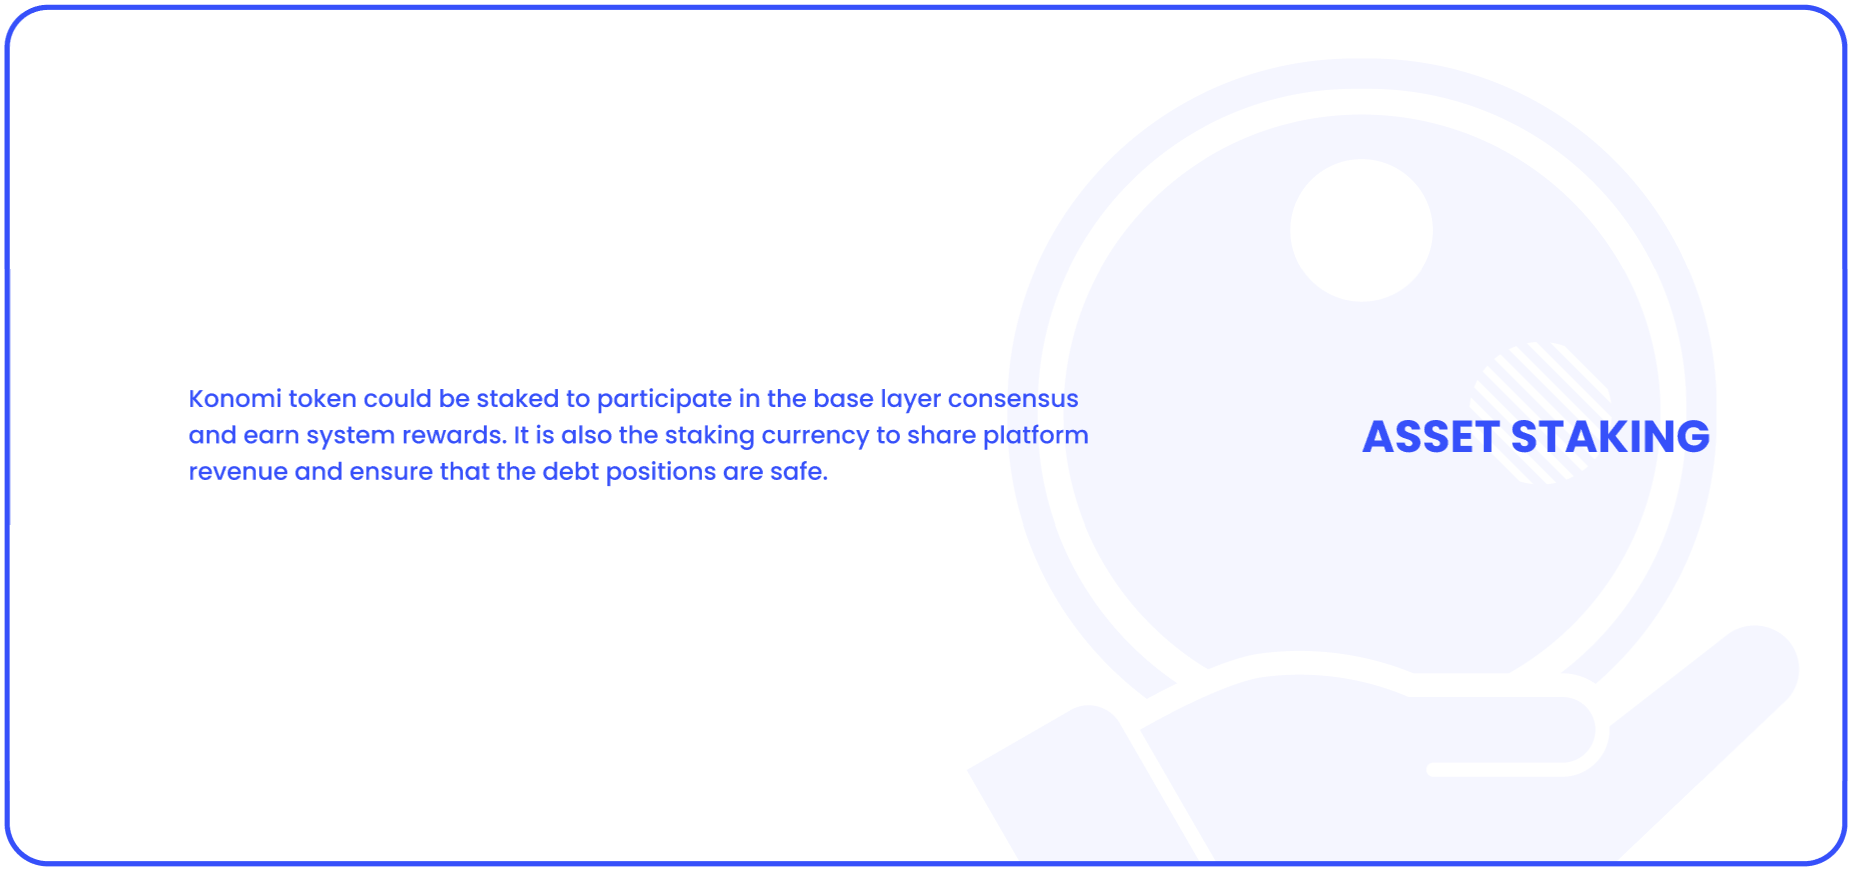 Konomi token could be staked to participate in the base layer consensus
and earn system rewards. It is also the staking currency to share platform
revenue and ensure that the debt positions are safe.
ASSET STAKING